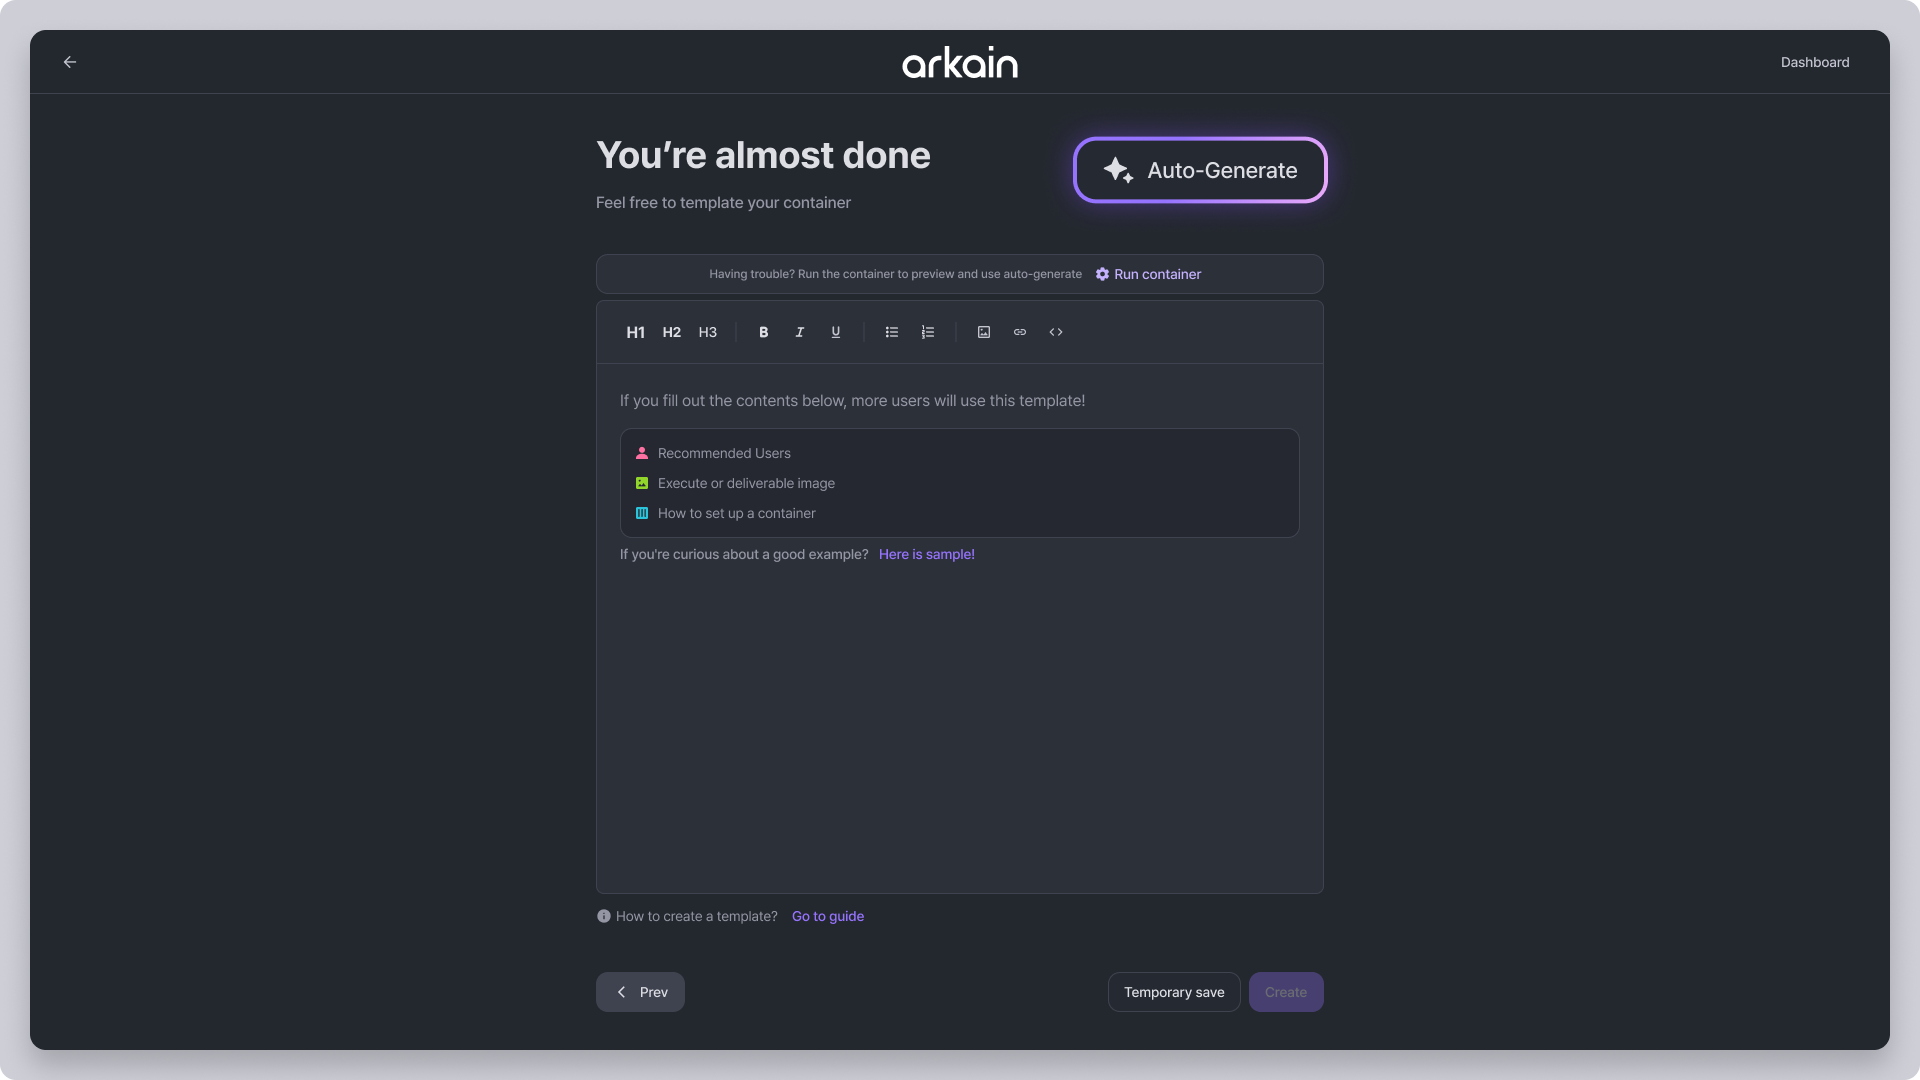 arkain
Dashboard
You’re almost done
Auto-Generate
Feel free to template your container
Having trouble? Run the container to preview and use auto-generate Run container
H1 H2 H3 B I U
If you fill out the contents below, more users will use this template!
Recommended Users
Execute or deliverable image
How to set up a container
If you're curious about a good example? Here is sample!
How to create a template? Go to guide
Prev
Temporary save
Create